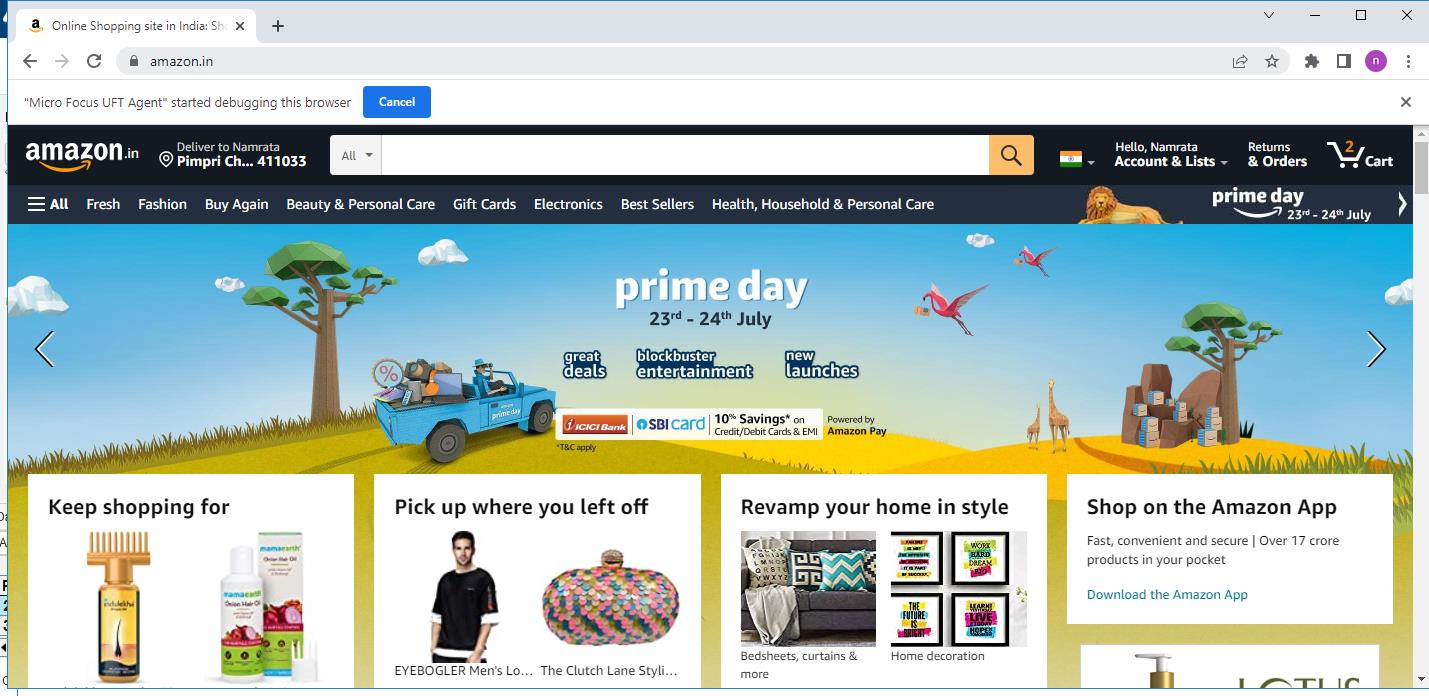 Online Shopping site in India: Sh
amazon.in
n
"Micro Focus UFT Agent" started debugging this browser
Cancel
amazon.in
Deliver to Namrata
Pimpri Ch... 411033
All
Hello, Namrata
Account & Lists
Returns
& Orders
2
Cart
All
Fresh
Fashion
Buy Again
Beauty & Personal Care
Gift Cards
Electronics
Best Sellers
Health, Household & Personal Care
prime day
23rd - 24th July
prime day
23rd - 24th July
great
deals
blockbuster
entertainment
new
launches
%
prime day
ICICI Bank
SBI card
10% Savings* on
Credit/Debit Cards & EMI
Powered by
Amazon Pay
*T&C apply
Keep shopping for
Pick up where you left off
Revamp your home in style
Shop on the Amazon App
Fast, convenient and secure | Over 17 crore
products in your pocket
Download the Amazon App
indulekha
mamaearth
Onion Hair Oil
mamaearth
Onion Hair Oil
WORK
HARD
DREAM
BIG
THE
FUTURE
IS
BRIGHT
EYEBOGLER Men's Lo...
The Clutch Lane Styli...
Bedsheets, curtains &
more
Home decoration
LOTUS